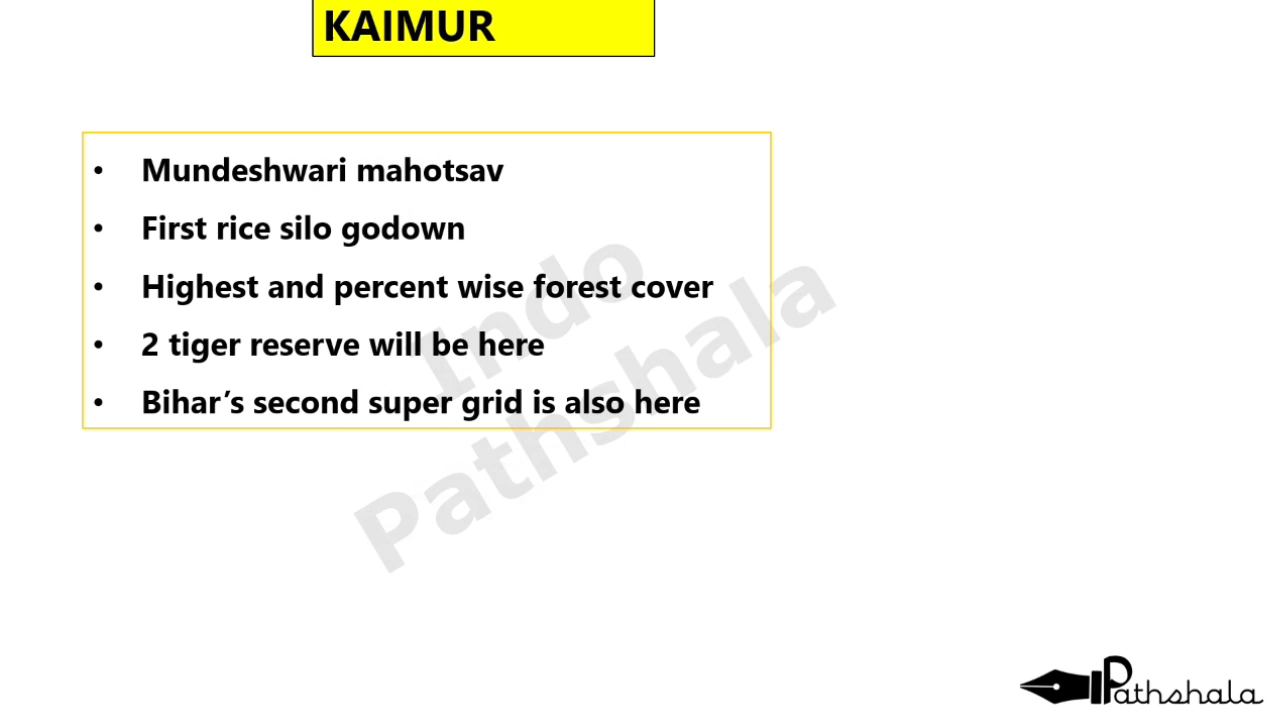 KAIMUR
• Mundeshwari mahotsav
• First rice silo godown
• Highest and percent wise forest cover
• 2 tiger reserve will be here
• Bihar’s second super grid is also here
Indo
Pathshala
Pathshala